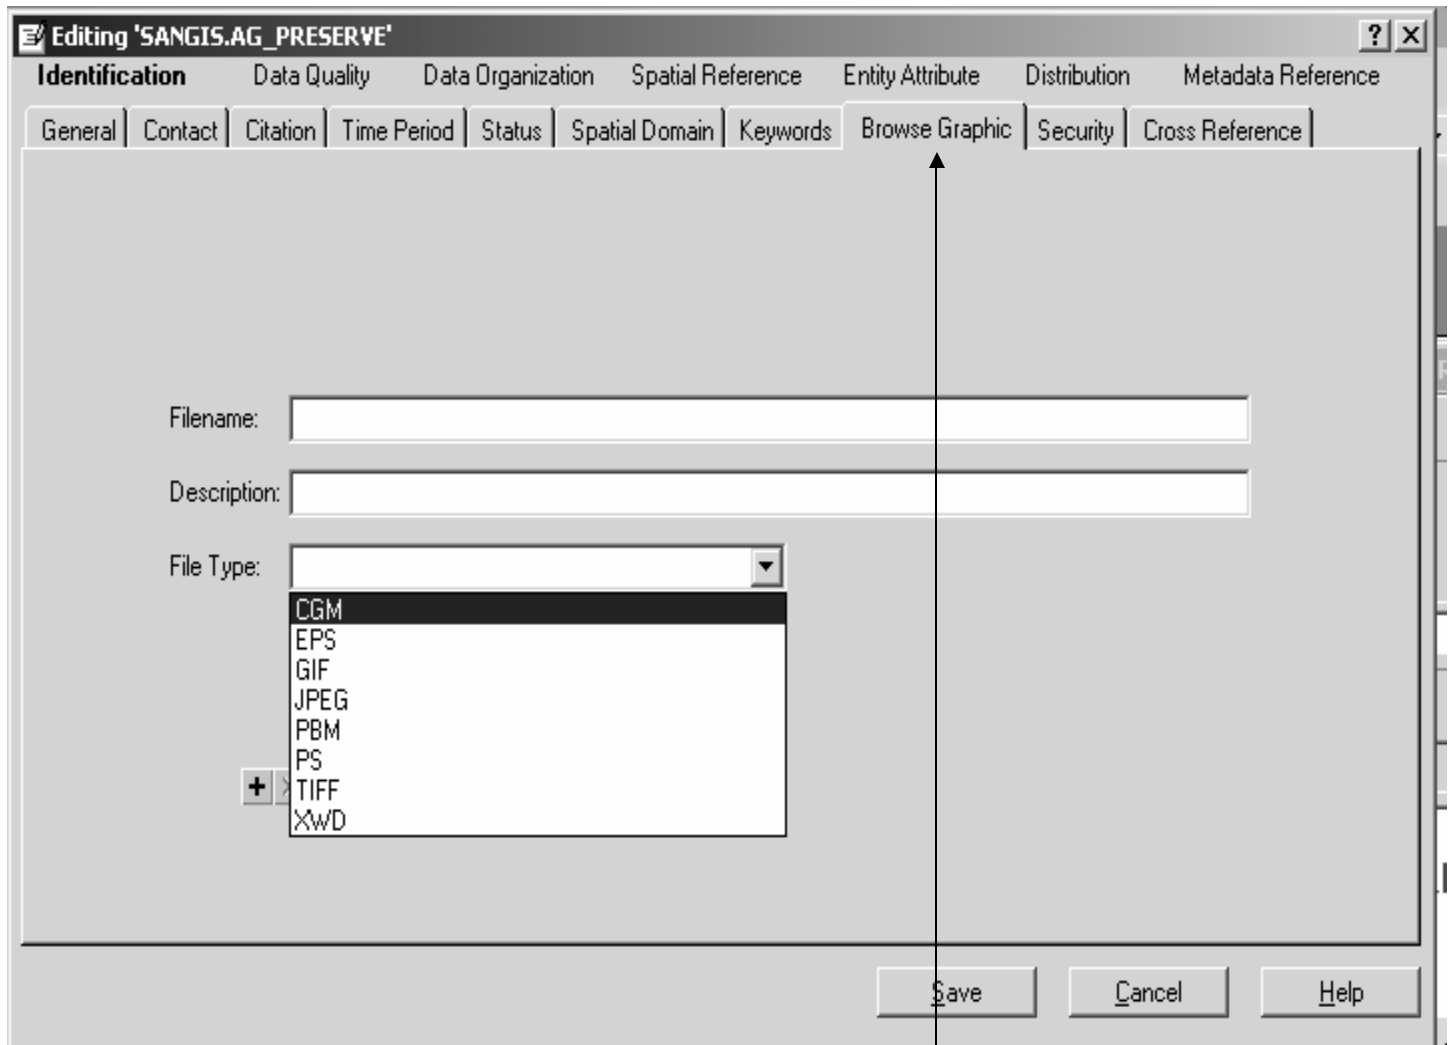 Editing 'SANGIS.AG_PRESERVE' ? X
Identification Data Quality Data Organization Spatial Reference Entity Attribute Distribution Metadata Reference
General Contact Citation Time Period Status Spatial Domain Keywords Browse Graphic Security Cross Reference
Filename:
Description:
File Type:
CGM
EPS
GIF
JPEG
PBM
PS
+ TIFF
XWD
Save Cancel Help